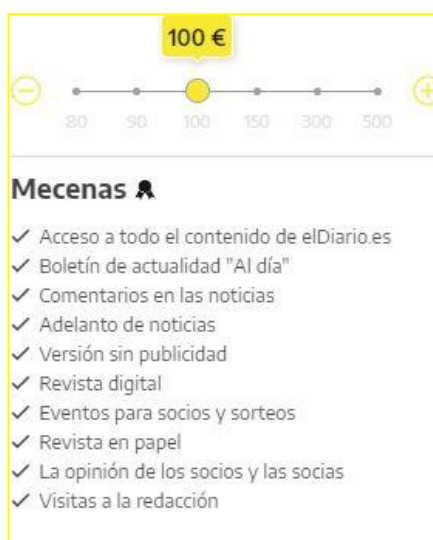 100 €
80 90 100 150 300 500
Mecenas
Acceso a todo el contenido de elDiario.es
Boletín de actualidad "Al día"
Comentarios en las noticias
Adelanto de noticias
Versión sin publicidad
Revista digital
Eventos para socios y sorteos
Revista en papel
La opinión de los socios y las socias
Visitas a la redacción